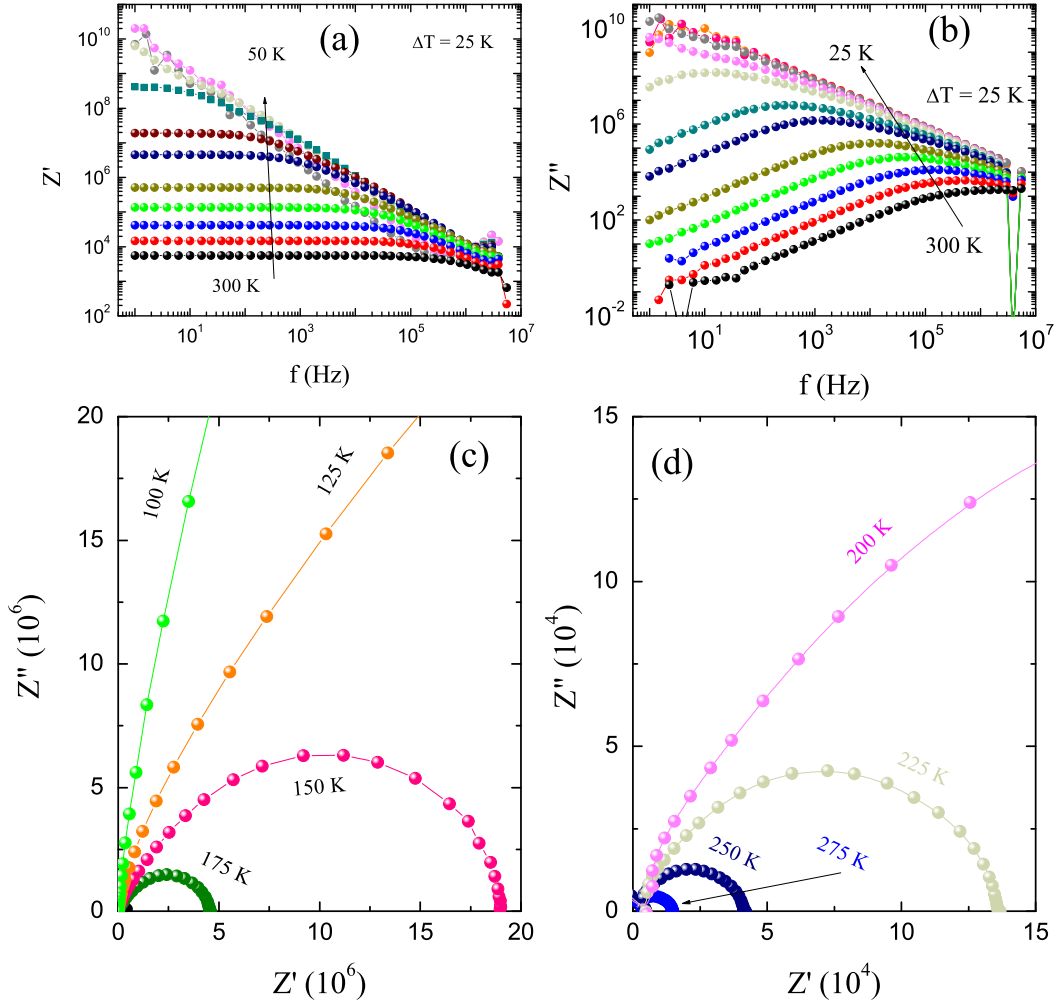 (a)
50 K
ΔT = 25 K
300 K
10^10
10^8
10^6
10^4
10^2
Z'
10^1
10^3
10^5
10^7
f (Hz)
(b)
25 K
ΔT = 25 K
300 K
10^10
10^6
10^2
10^-2
Z''
10^1
10^3
10^5
10^7
f (Hz)
(c)
100 K
125 K
150 K
175 K
20
15
10
5
0
Z'' (10^6)
0
5
10
15
20
Z' (10^6)
(d)
200 K
225 K
250 K
275 K
15
10
5
0
Z'' (10^4)
0
5
10
15
Z' (10^4)